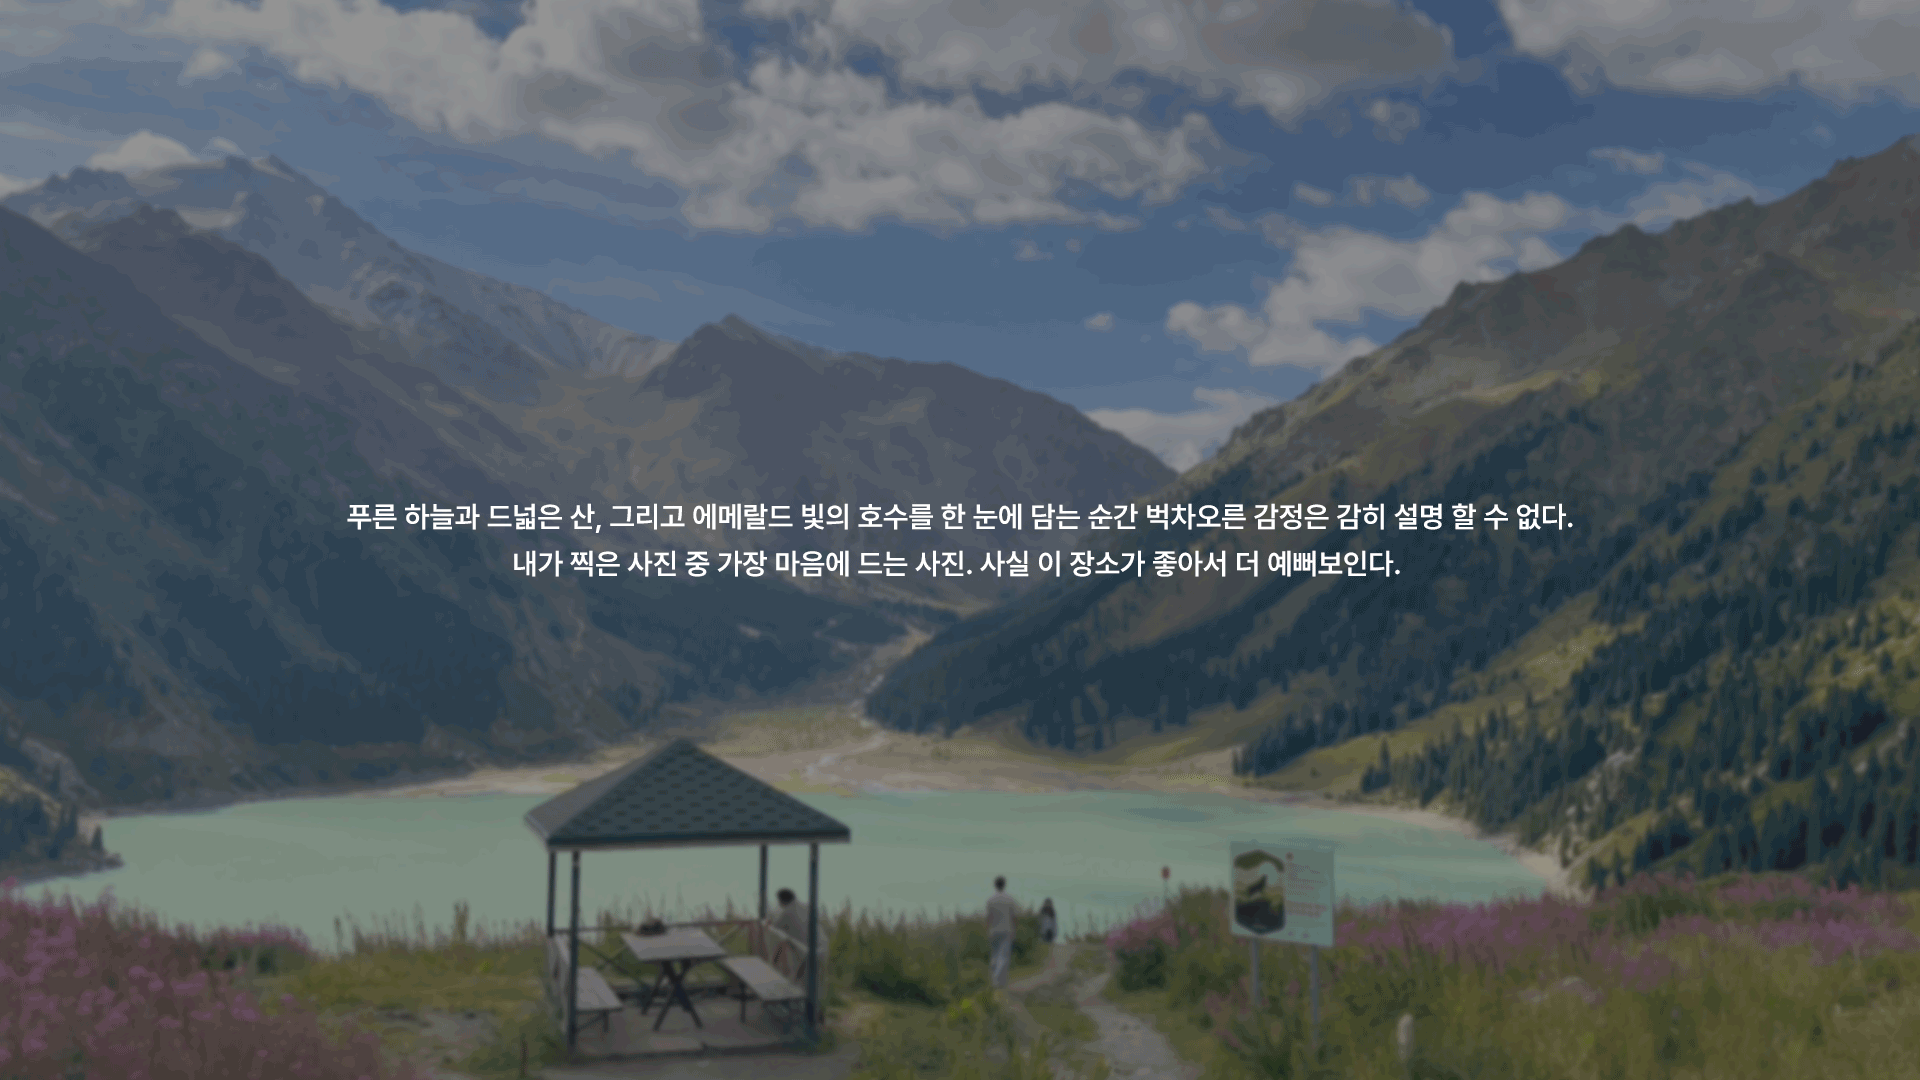 푸른 하늘과 드넓은 산, 그리고 에메랄드 빛의 호수를 한 눈에 담는 순간 벅차오른 감정은 감히 설명 할 수 없다.
내가 찍은 사진 중 가장 마음에 드는 사진. 사실 이 장소가 좋아서 더 예뻐보인다.